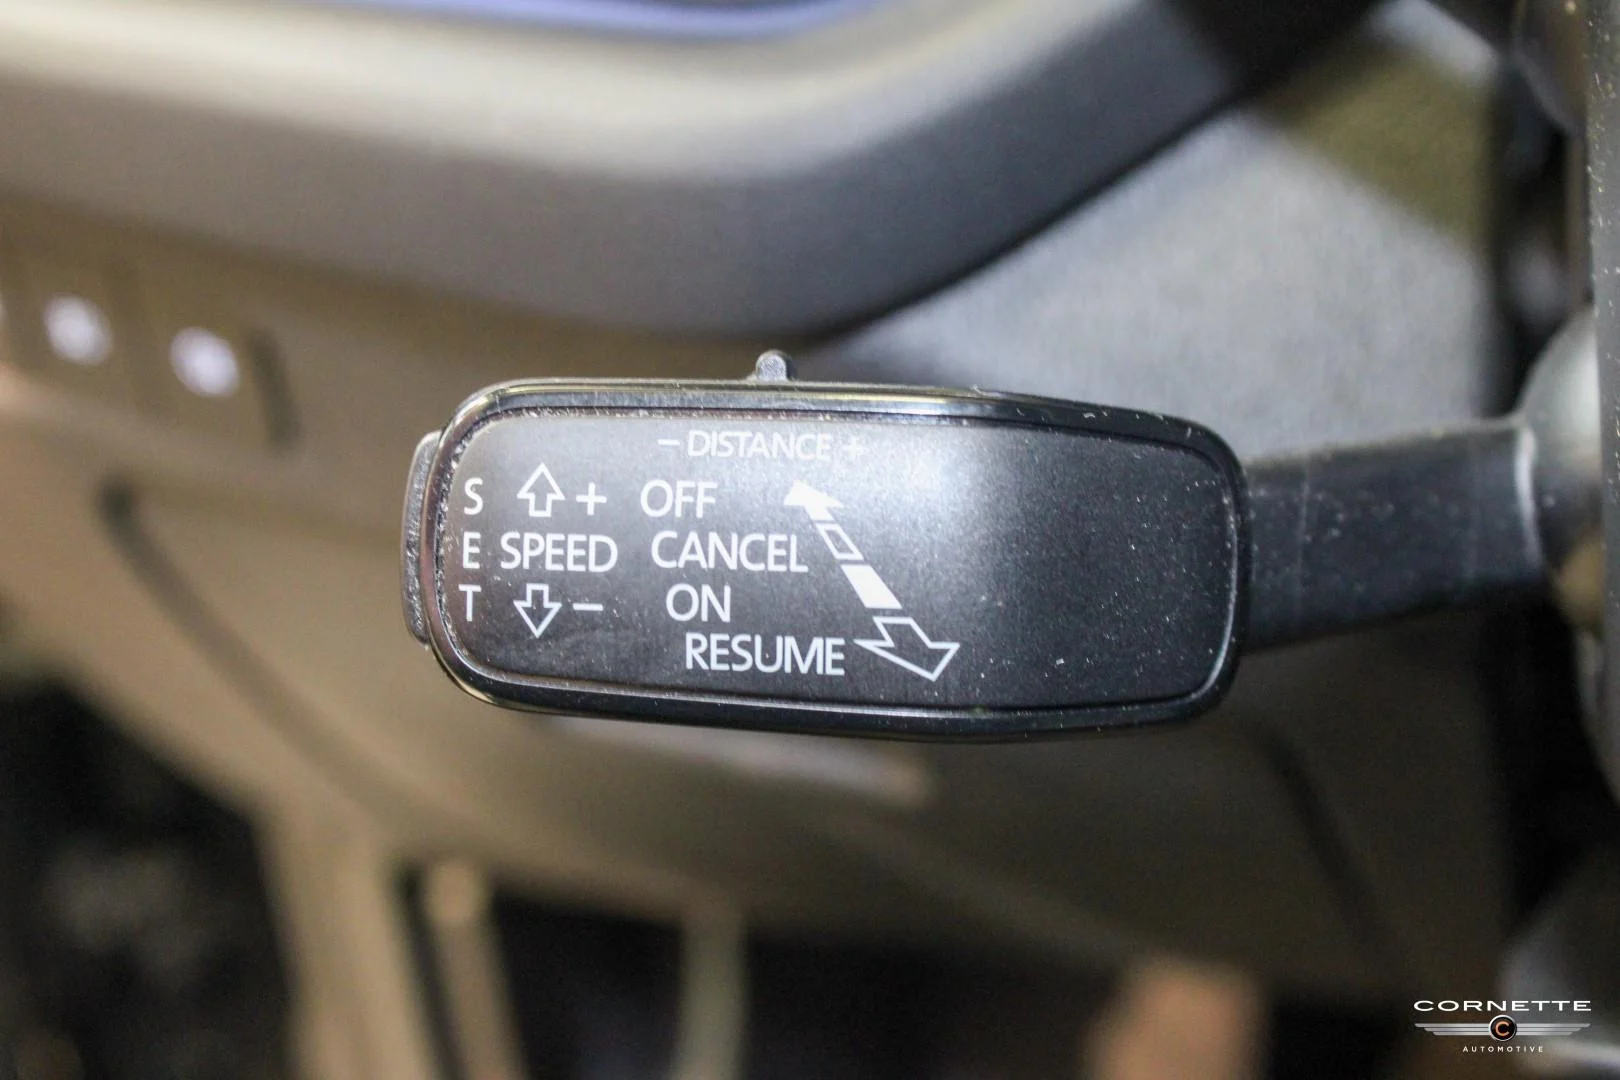 − DISTANCE +
S + OFF
E SPEED CANCEL
T − ON
RESUME
CORNETTE
C
AUTOMOTIVE